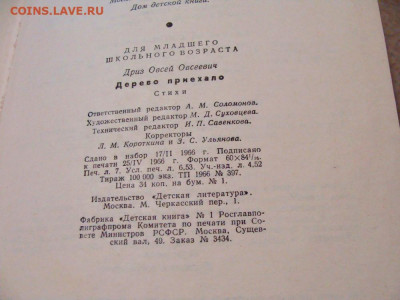 COINS.LAVE.RU
Дом детской книги.
ДЛЯ МЛАДШЕГО
ШКОЛЬНОГО ВОЗРАСТА
Дриз Овсей Овсеевич
Дерево приехало
Стихи
Ответственный редактор А. М. Соломонов.
Художественный редактор М. Д. Суховцева.
Технический редактор И. П. Савенкова.
Корректоры
Л. М. Короткина и З. С. Ульянова.
Сдано в набор 17/II 1966 г. Подписано
к печати 25/IV 1966 г. Формат 60×84¹/₁₆.
Печ. л. 7. Усл. печ. л. 6,53. Уч.-изд. л. 4,52
Тираж 100 000 экз. ТП 1966 № 397.
Цена 34 коп. на бум. № 1.
Издательство «Детская литература».
Москва. М. Черкасский пер., 1.
Фабрика «Детская книга» № 1 Росглавпо-
лиграфпрома Комитета по печати при Со-
вете Министров РСФСР. Москва, Сущев-
ский вал, 49. Заказ № 3434.